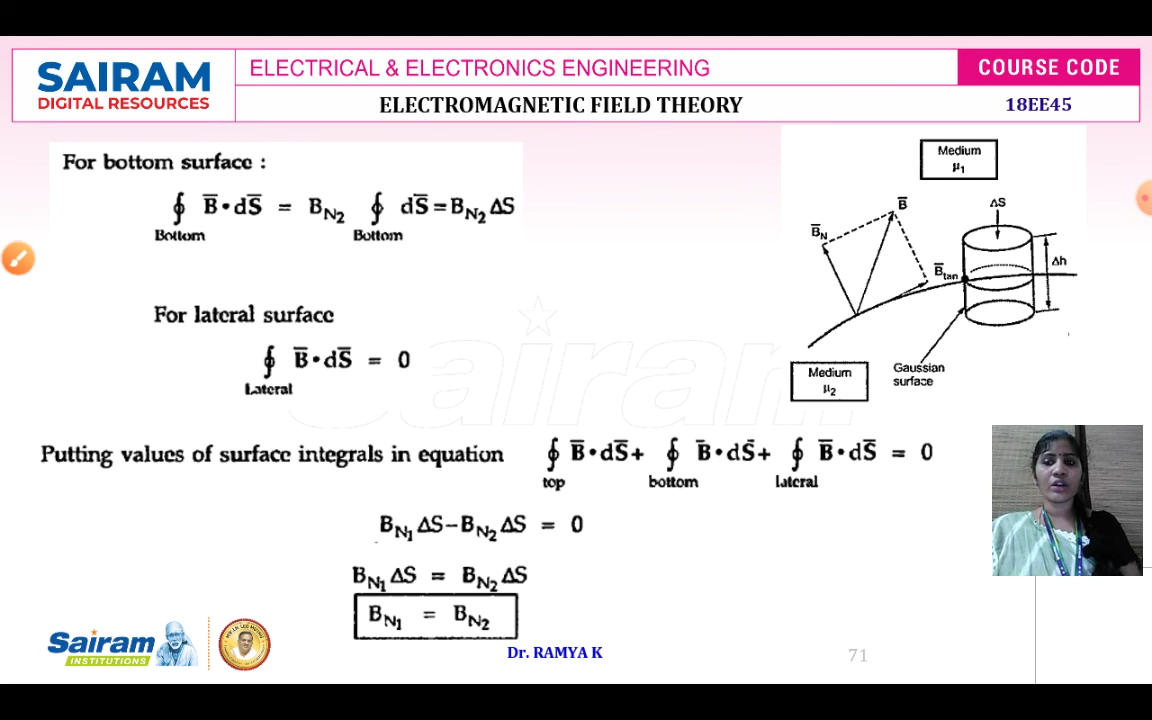 SAIRAM
DIGITAL RESOURCES
ELECTRICAL & ELECTRONICS ENGINEERING
COURSE CODE
ELECTROMAGNETIC FIELD THEORY
18EE45
For bottom surface :
∮ B̅ • dS̅ = B_N₂ ∮ dS̅ = B_N₂ ΔS
Bottom Bottom
For lateral surface
∮ B̅ • dS̅ = 0
Lateral
Putting values of surface integrals in equation ∮ B̅ • dS̅ + ∮ B̅ • dS̅ + ∮ B̅ • dS̅ = 0
top bottom lateral
B_N₁ ΔS – B_N₂ ΔS = 0
B_N₁ ΔS = B_N₂ ΔS
B_N₁ = B_N₂
Medium
μ₁
ΔS
B̅
B̅_N
B̅_tan
Δh
Gaussian
surface
Medium
μ₂
Sairam
Sairam
INSTITUTIONS
Dr. RAMYA K
71